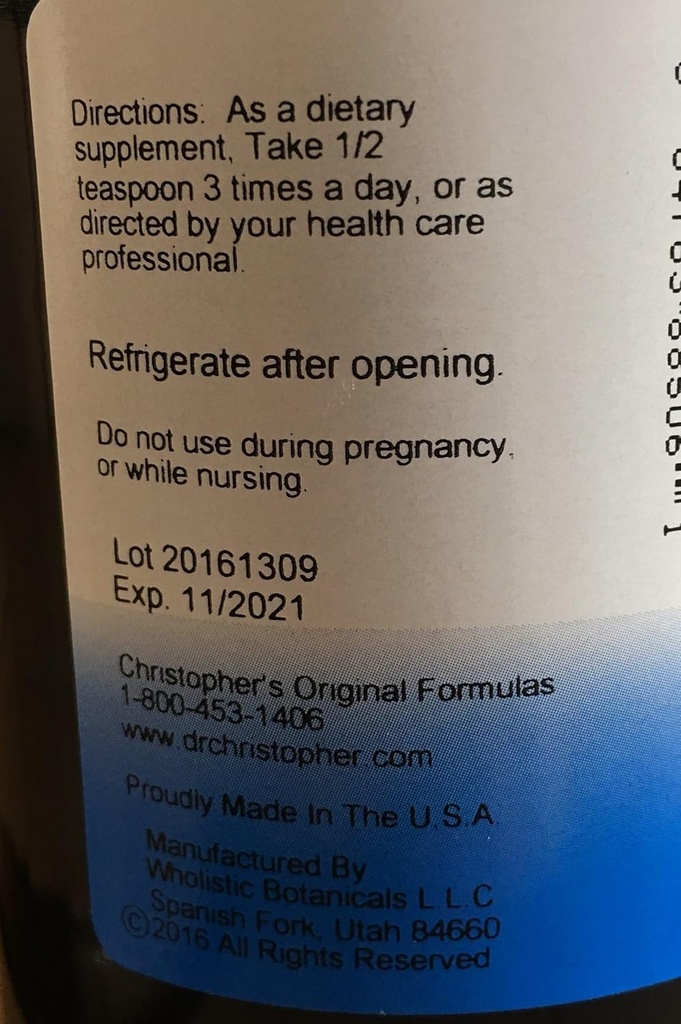 Directions: As a dietary
supplement, Take 1/2
teaspoon 3 times a day, or as
directed by your health care
professional.
Refrigerate after opening.
Do not use during pregnancy,
or while nursing.
Lot 20161309
Exp. 11/2021
Christopher's Original Formulas
1-800-453-1406
www.drchristopher.com
Proudly Made In The U.S.A.
Manufactured By
Wholistic Botanicals L.L.C
Spanish Fork, Utah 84660
©2016 All Rights Reserved